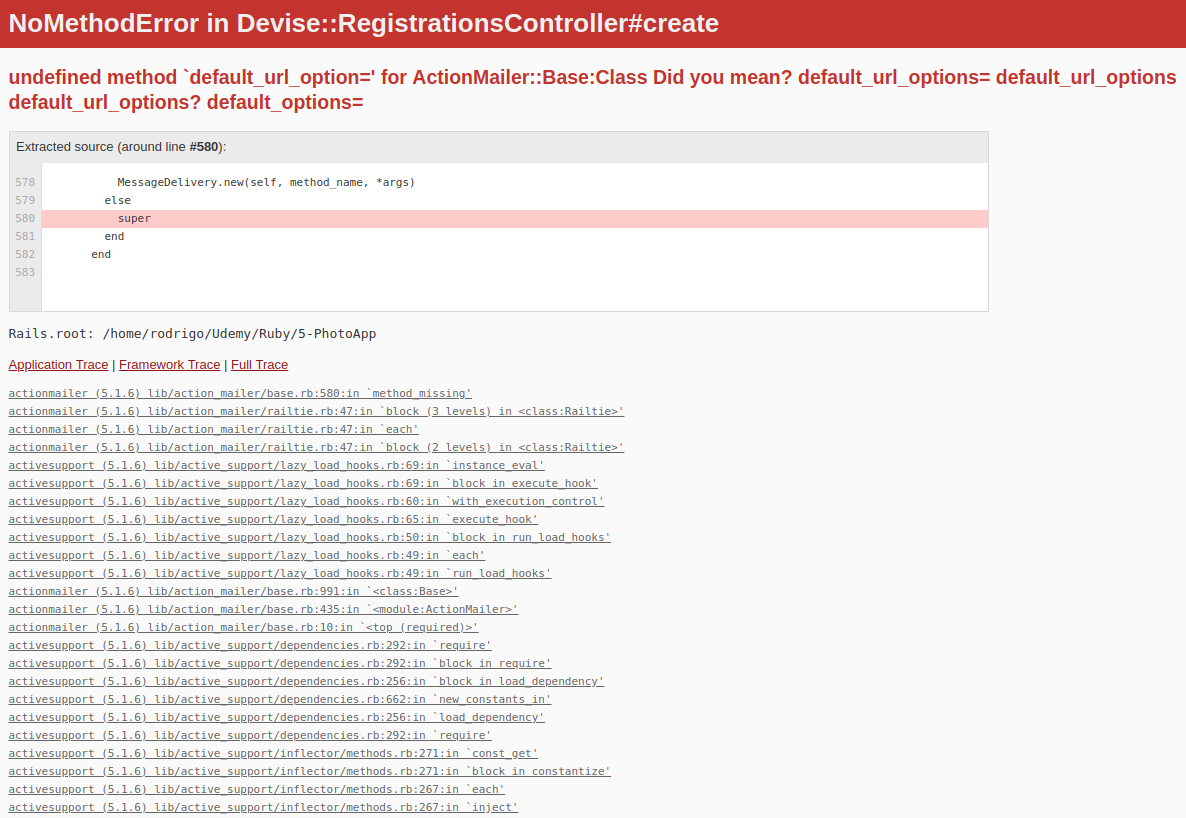 NoMethodError in Devise::RegistrationsController#create
undefined method `default_url_option=' for ActionMailer::Base:Class Did you mean? default_url_options= default_url_options
default_url_options? default_options=
Extracted source (around line #580):
578 MessageDelivery.new(self, method_name, *args)
579 else
580 super
581 end
582 end
583
Rails.root: /home/rodrigo/Udemy/Ruby/5-PhotoApp
Application Trace | Framework Trace | Full Trace
actionmailer (5.1.6) lib/action_mailer/base.rb:580:in `method_missing'
actionmailer (5.1.6) lib/action_mailer/railtie.rb:47:in `block (3 levels) in <class:Railtie>'
actionmailer (5.1.6) lib/action_mailer/railtie.rb:47:in `each'
actionmailer (5.1.6) lib/action_mailer/railtie.rb:47:in `block (2 levels) in <class:Railtie>'
activesupport (5.1.6) lib/active_support/lazy_load_hooks.rb:69:in `instance_eval'
activesupport (5.1.6) lib/active_support/lazy_load_hooks.rb:69:in `block in execute_hook'
activesupport (5.1.6) lib/active_support/lazy_load_hooks.rb:60:in `with_execution_control'
activesupport (5.1.6) lib/active_support/lazy_load_hooks.rb:65:in `execute_hook'
activesupport (5.1.6) lib/active_support/lazy_load_hooks.rb:50:in `block in run_load_hooks'
activesupport (5.1.6) lib/active_support/lazy_load_hooks.rb:49:in `each'
activesupport (5.1.6) lib/active_support/lazy_load_hooks.rb:49:in `run_load_hooks'
actionmailer (5.1.6) lib/action_mailer/base.rb:991:in `<class:Base>'
actionmailer (5.1.6) lib/action_mailer/base.rb:435:in `<module:ActionMailer>'
actionmailer (5.1.6) lib/action_mailer/base.rb:10:in `<top (required)>'
activesupport (5.1.6) lib/active_support/dependencies.rb:292:in `require'
activesupport (5.1.6) lib/active_support/dependencies.rb:292:in `block in require'
activesupport (5.1.6) lib/active_support/dependencies.rb:256:in `block in load_dependency'
activesupport (5.1.6) lib/active_support/dependencies.rb:662:in `new_constants_in'
activesupport (5.1.6) lib/active_support/dependencies.rb:256:in `load_dependency'
activesupport (5.1.6) lib/active_support/dependencies.rb:292:in `require'
activesupport (5.1.6) lib/active_support/inflector/methods.rb:271:in `const_get'
activesupport (5.1.6) lib/active_support/inflector/methods.rb:271:in `block in constantize'
activesupport (5.1.6) lib/active_support/inflector/methods.rb:267:in `each'
activesupport (5.1.6) lib/active_support/inflector/methods.rb:267:in `inject'